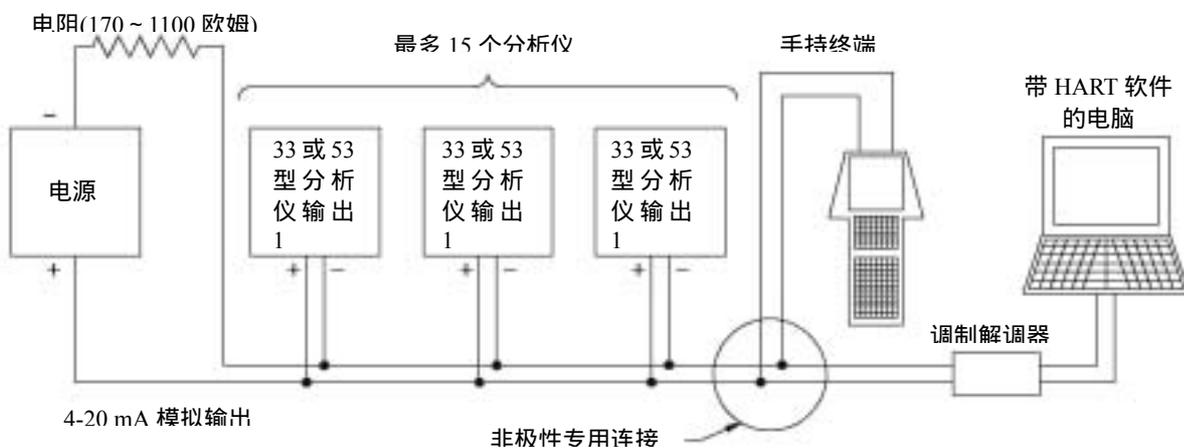 电阻(170 ~ 1100 欧姆)
最多 15 个分析仪
手持终端
带 HART 软件
的电脑
−
电源
+
33 或 53
型 分 析
仪 输 出
1
+ −
33 或 53
型 分 析
仪 输 出
1
+ −
33 或 53
型 分 析
仪 输 出
1
+ −
调制解调器
4-20 mA 模拟输出
非极性专用连接